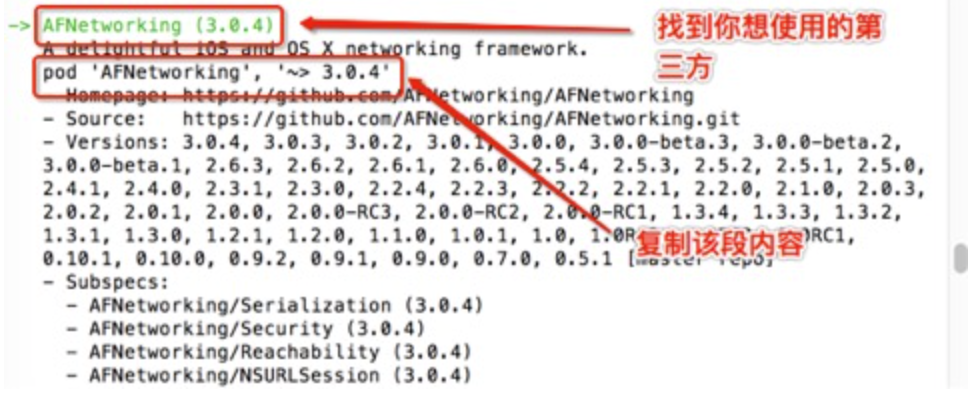 -> AFNetworking (3.0.4)
找到你想使用的第
三方
A delightful iOS and OS X networking framework.
pod 'AFNetworking', '~> 3.0.4'
- Homepage: https://github.com/AFNetworking/AFNetworking
- Source:   https://github.com/AFNetworking/AFNetworking.git
- Versions: 3.0.4, 3.0.3, 3.0.2, 3.0.1, 3.0.0, 3.0.0-beta.3, 3.0.0-beta.2,
3.0.0-beta.1, 2.6.3, 2.6.2, 2.6.1, 2.6.0, 2.5.4, 2.5.3, 2.5.2, 2.5.1, 2.5.0,
2.4.1, 2.4.0, 2.3.1, 2.3.0, 2.2.4, 2.2.3, 2.2.2, 2.2.1, 2.2.0, 2.1.0, 2.0.3,
2.0.2, 2.0.1, 2.0.0, 2.0.0-RC3, 2.0.0-RC2, 2.0.0-RC1, 1.3.4, 1.3.3, 1.3.2,
1.3.1, 1.3.0, 1.2.1, 1.2.0, 1.1.0, 1.0.1, 1.0,
复制该段内容
0.10.1, 0.10.0, 0.9.2, 0.9.1, 0.9.0, 0.7.0, 0.5.1 [master repo]
- Subspecs:
- AFNetworking/Serialization (3.0.4)
- AFNetworking/Security (3.0.4)
- AFNetworking/Reachability (3.0.4)
- AFNetworking/NSURLSession (3.0.4)